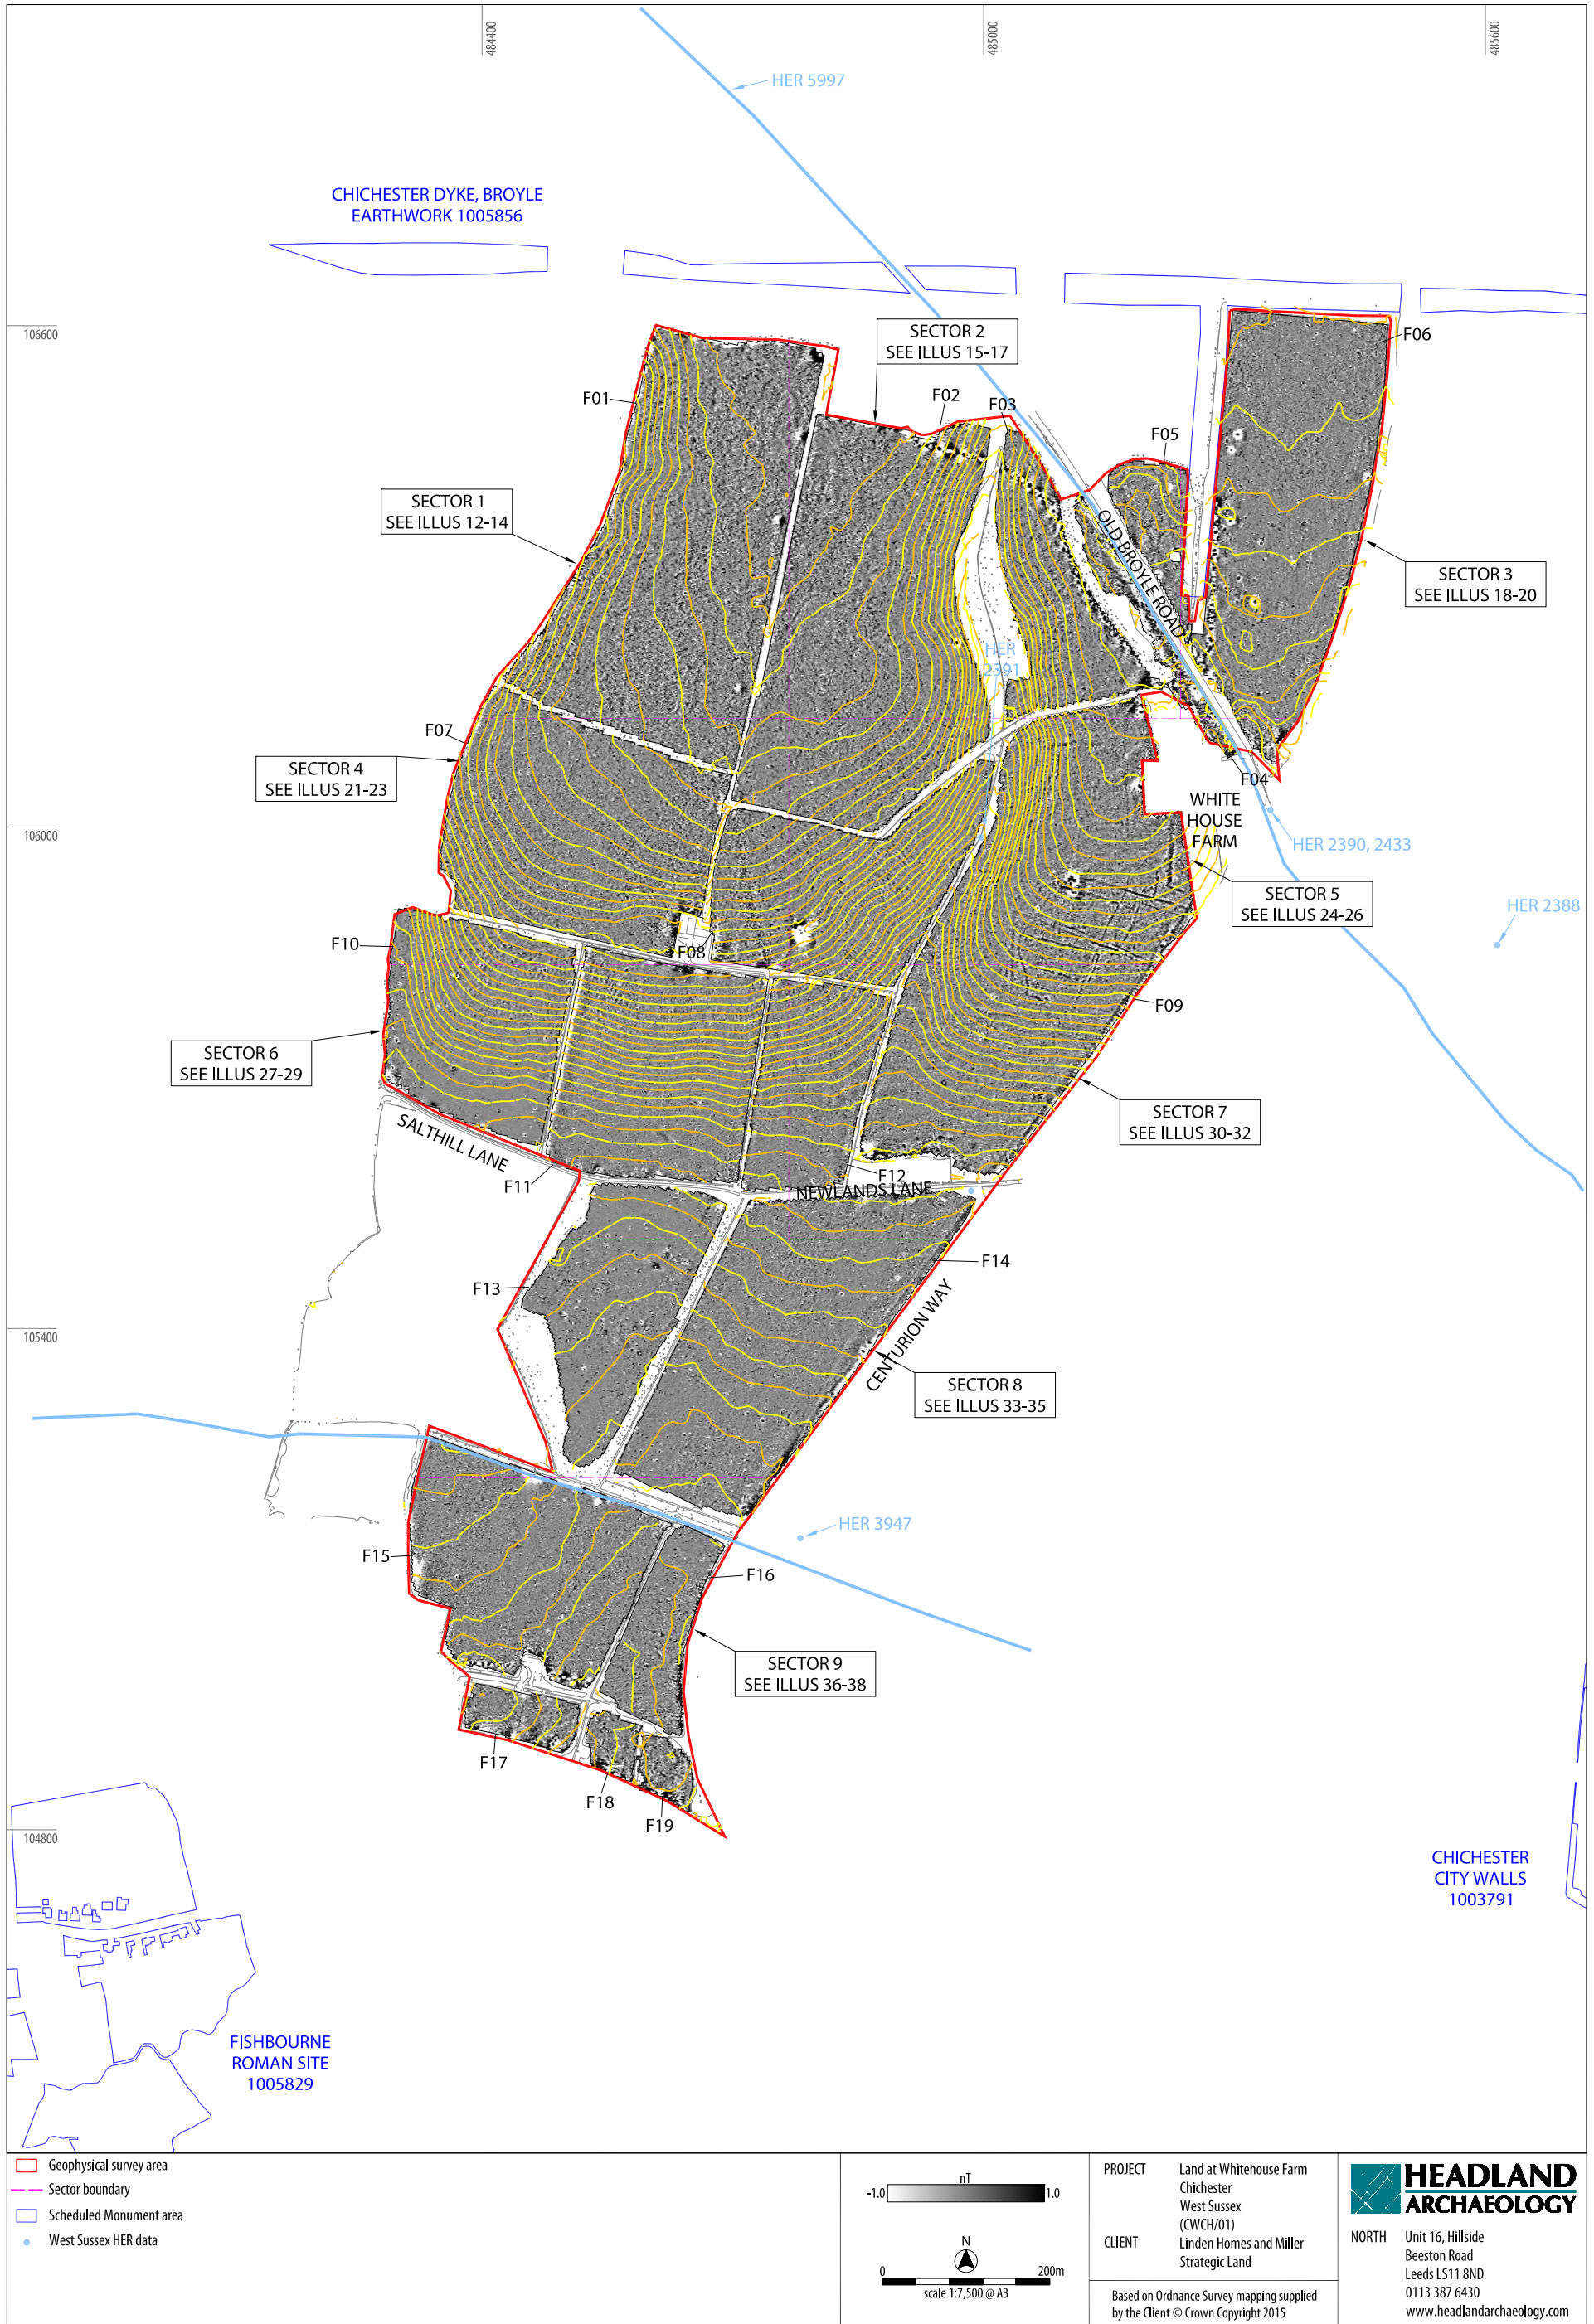 484400
485000
485600
HER 5997
CHICHESTER DYKE, BROYLE
EARTHWORK 1005856
106600
SECTOR 2
SEE ILLUS 15-17
F06
F01
F02
F03
F05
SECTOR 1
SEE ILLUS 12-14
OLD BROYLE ROAD
SECTOR 3
SEE ILLUS 18-20
HER
2391
F07
SECTOR 4
SEE ILLUS 21-23
F04
WHITE
HOUSE
FARM
106000
HER 2390, 2433
SECTOR 5
SEE ILLUS 24-26
HER 2388
F10
F08
F09
SECTOR 6
SEE ILLUS 27-29
SECTOR 7
SEE ILLUS 30-32
SALTHILL LANE
F11
F12
NEWLANDS LANE
F14
F13
CENTURION WAY
105400
SECTOR 8
SEE ILLUS 33-35
HER 3947
F15
F16
SECTOR 9
SEE ILLUS 36-38
F17
F18
F19
104800
CHICHESTER
CITY WALLS
1003791
FISHBOURNE
ROMAN SITE
1005829
Geophysical survey area
Sector boundary
Scheduled Monument area
West Sussex HER data
nT
-1.0 1.0
N
0 200m
scale 1:7,500 @ A3
PROJECT Land at Whitehouse Farm
Chichester
West Sussex
(CWCH/01)
CLIENT Linden Homes and Miller
Strategic Land
Based on Ordnance Survey mapping supplied
by the Client © Crown Copyright 2015
HEADLAND
ARCHAEOLOGY
NORTH Unit 16, Hillside
Beeston Road
Leeds LS11 8ND
0113 387 6430
www.headlandarchaeology.com